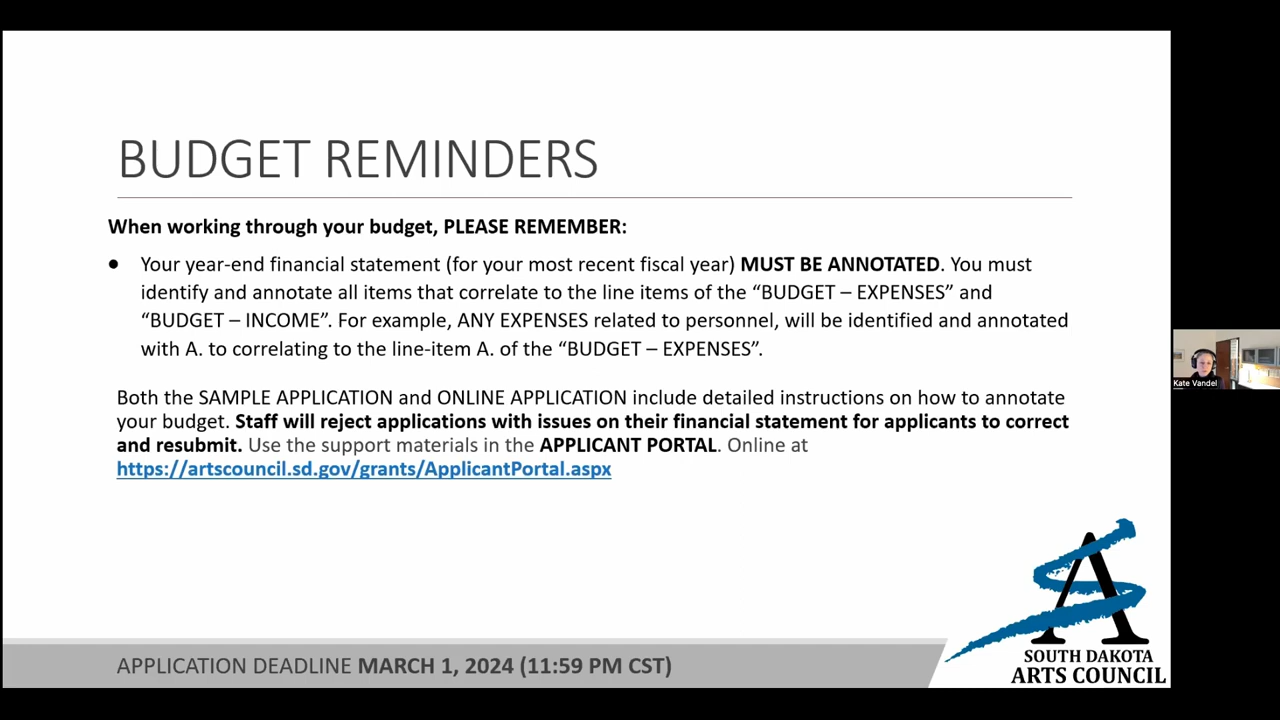 BUDGET REMINDERS
When working through your budget, PLEASE REMEMBER:
● Your year-end financial statement (for your most recent fiscal year) MUST BE ANNOTATED. You must
identify and annotate all items that correlate to the line items of the “BUDGET – EXPENSES” and
“BUDGET – INCOME”. For example, ANY EXPENSES related to personnel, will be identified and annotated
with A. to correlating to the line-item A. of the “BUDGET – EXPENSES”.
Both the SAMPLE APPLICATION and ONLINE APPLICATION include detailed instructions on how to annotate
your budget. Staff will reject applications with issues on their financial statement for applicants to correct
and resubmit. Use the support materials in the APPLICANT PORTAL. Online at
https://artscouncil.sd.gov/grants/ApplicantPortal.aspx
Kate Vandel
SOUTH DAKOTA
ARTS COUNCIL
APPLICATION DEADLINE MARCH 1, 2024 (11:59 PM CST)